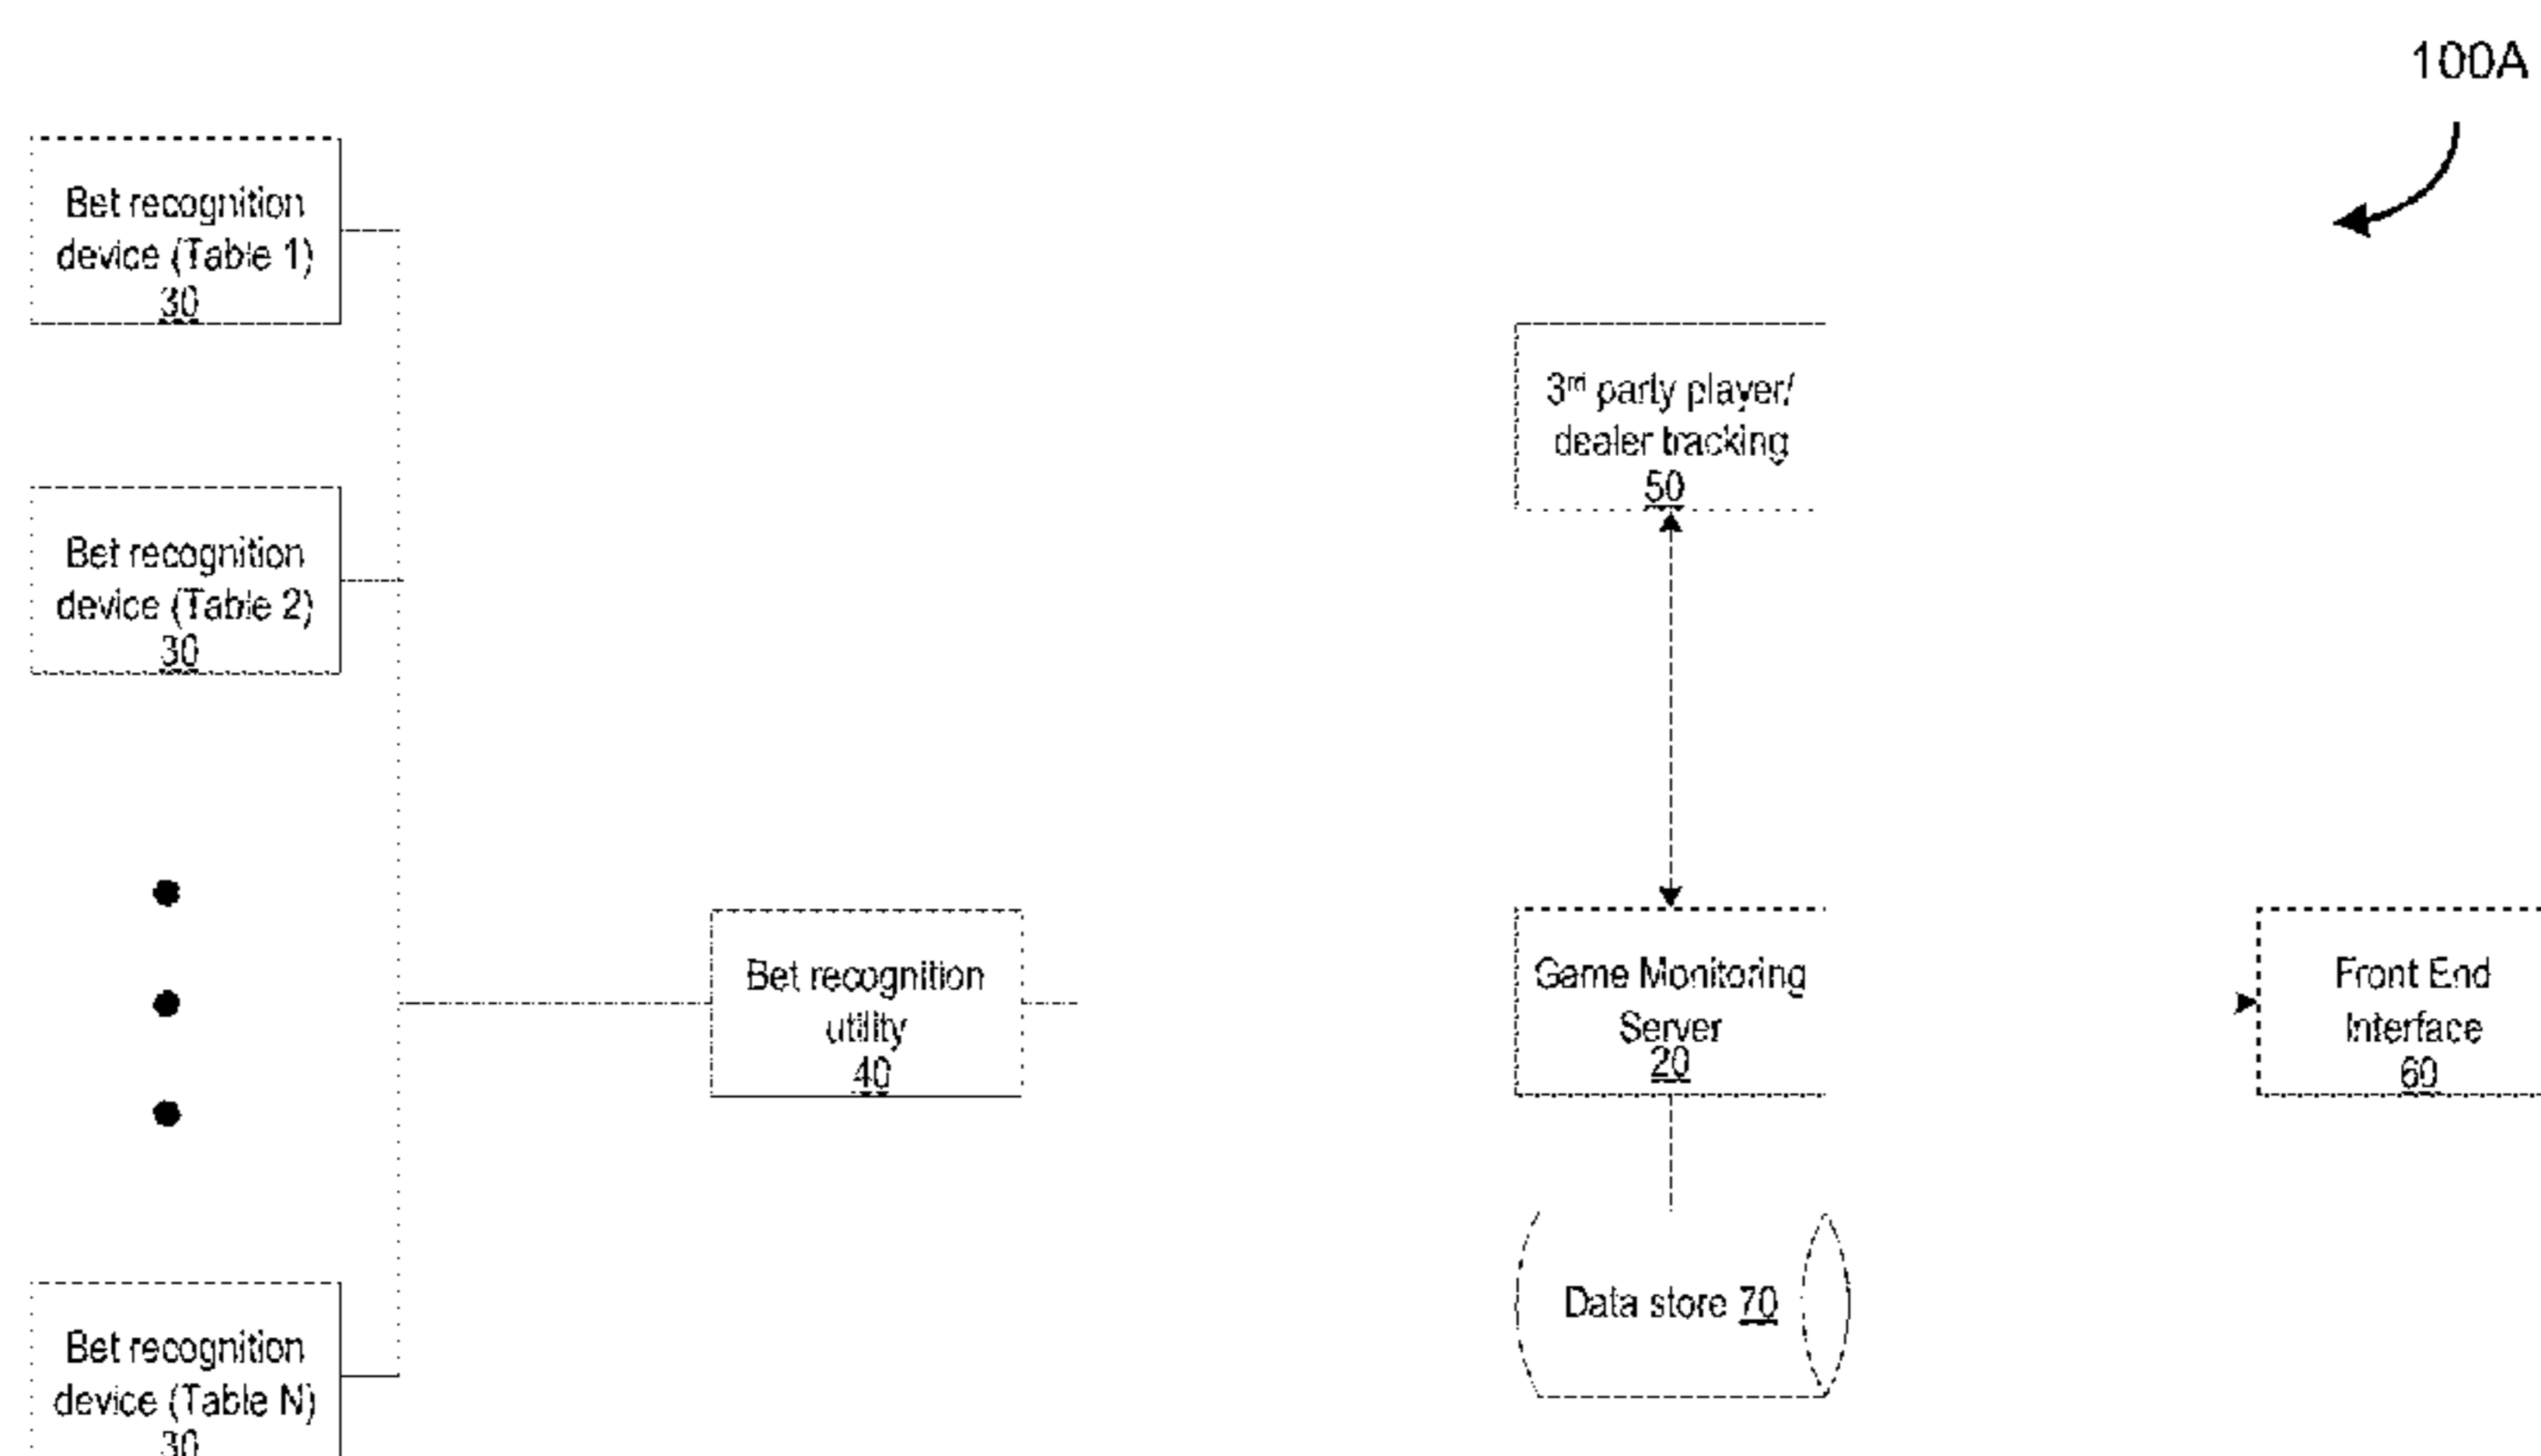 100A
Bet recognition
device (Table 1)
30
3rd party player/
dealer tracking
50
Bet recognition
device (Table 2)
30
Bet recognition
utility
40
Game Monitoring
Server
20
Front End
Interface
60
Data store 70
Bet recognition
device (Table N)
30